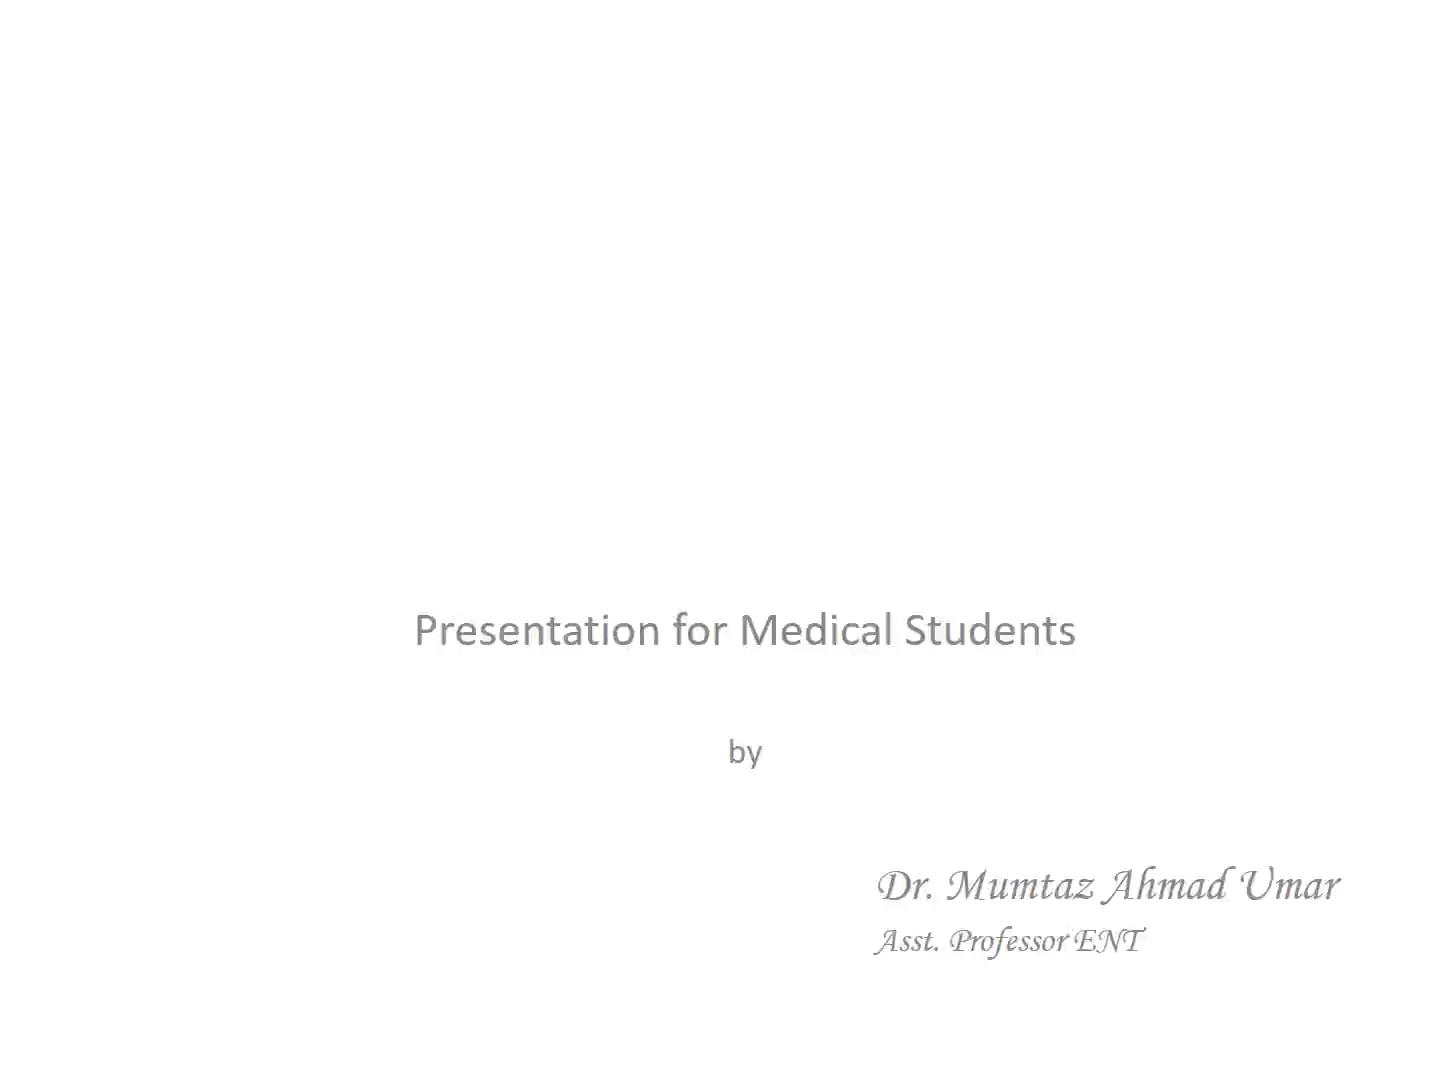 Presentation for Medical Students
by
Dr. Mumtaz Ahmad Umar
Asst. Professor ENT